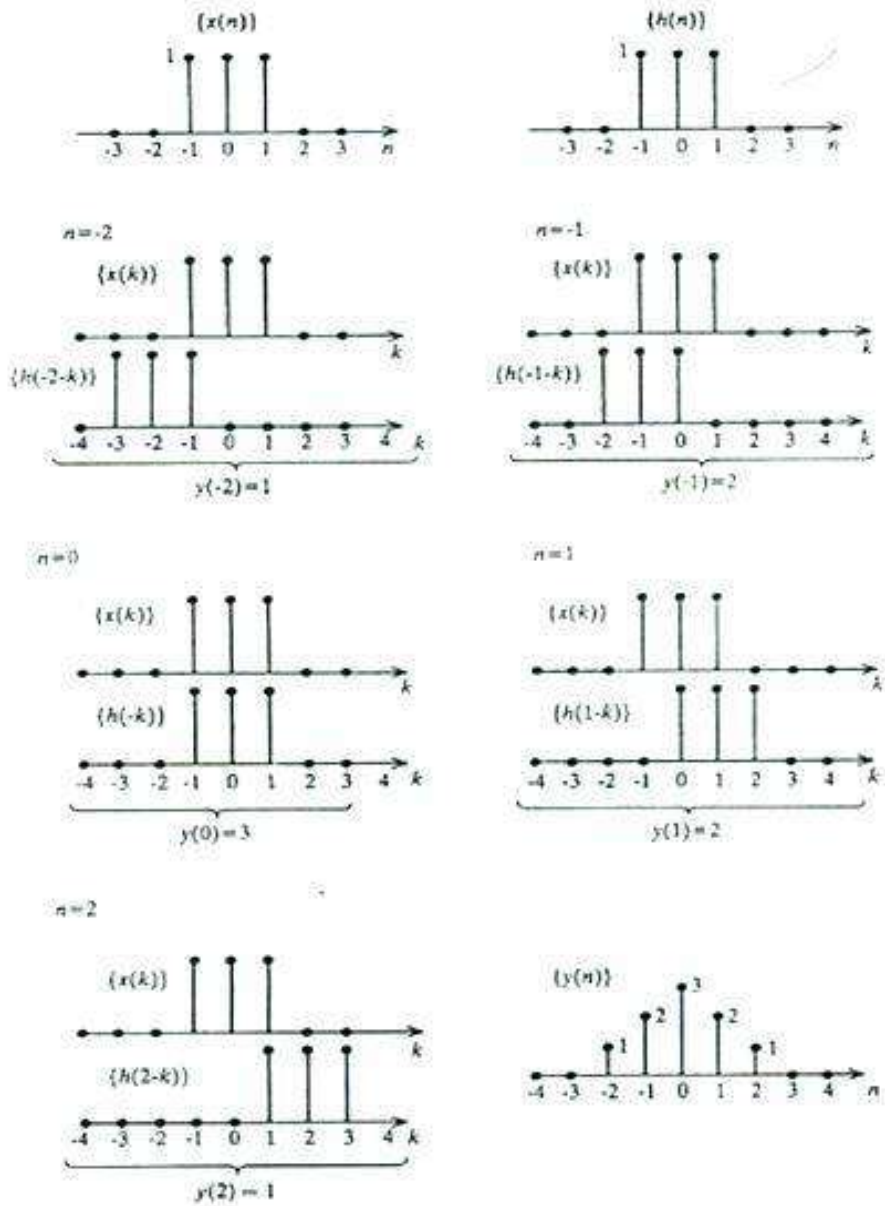 {x(n)}
1
-3 -2 -1 0 1 2 3 n
{h(n)}
1
-3 -2 -1 0 1 2 3 n
n=-2
{x(k)}
k
{h(-2-k)}
-4 -3 -2 -1 0 1 2 3 4 k
y(-2)=1
n=-1
{x(k)}
k
{h(-1-k)}
-4 -3 -2 -1 0 1 2 3 4 k
y(-1)=2
n=0
{x(k)}
k
{h(-k)}
-4 -3 -2 -1 0 1 2 3 4 k
y(0)=3
n=1
{x(k)}
k
{h(1-k)}
-4 -3 -2 -1 0 1 2 3 4 k
y(1)=2
n=2
{x(k)}
k
{h(2-k)}
-4 -3 -2 -1 0 1 2 3 4 k
y(2)=1
{y(n)}
3
2 2
1 1
-4 -3 -2 -1 0 1 2 3 4 n